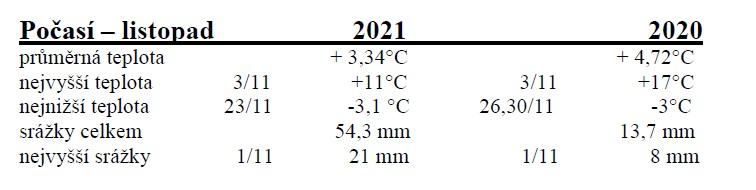 Počasí – listopad 2021 2020
průměrná teplota + 3,34°C + 4,72°C
nejvyšší teplota 3/11 +11°C 3/11 +17°C
nejnižší teplota 23/11 -3,1 °C 26,30/11 -3°C
srážky celkem 54,3 mm 13,7 mm
nejvyšší srážky 1/11 21 mm 1/11 8 mm